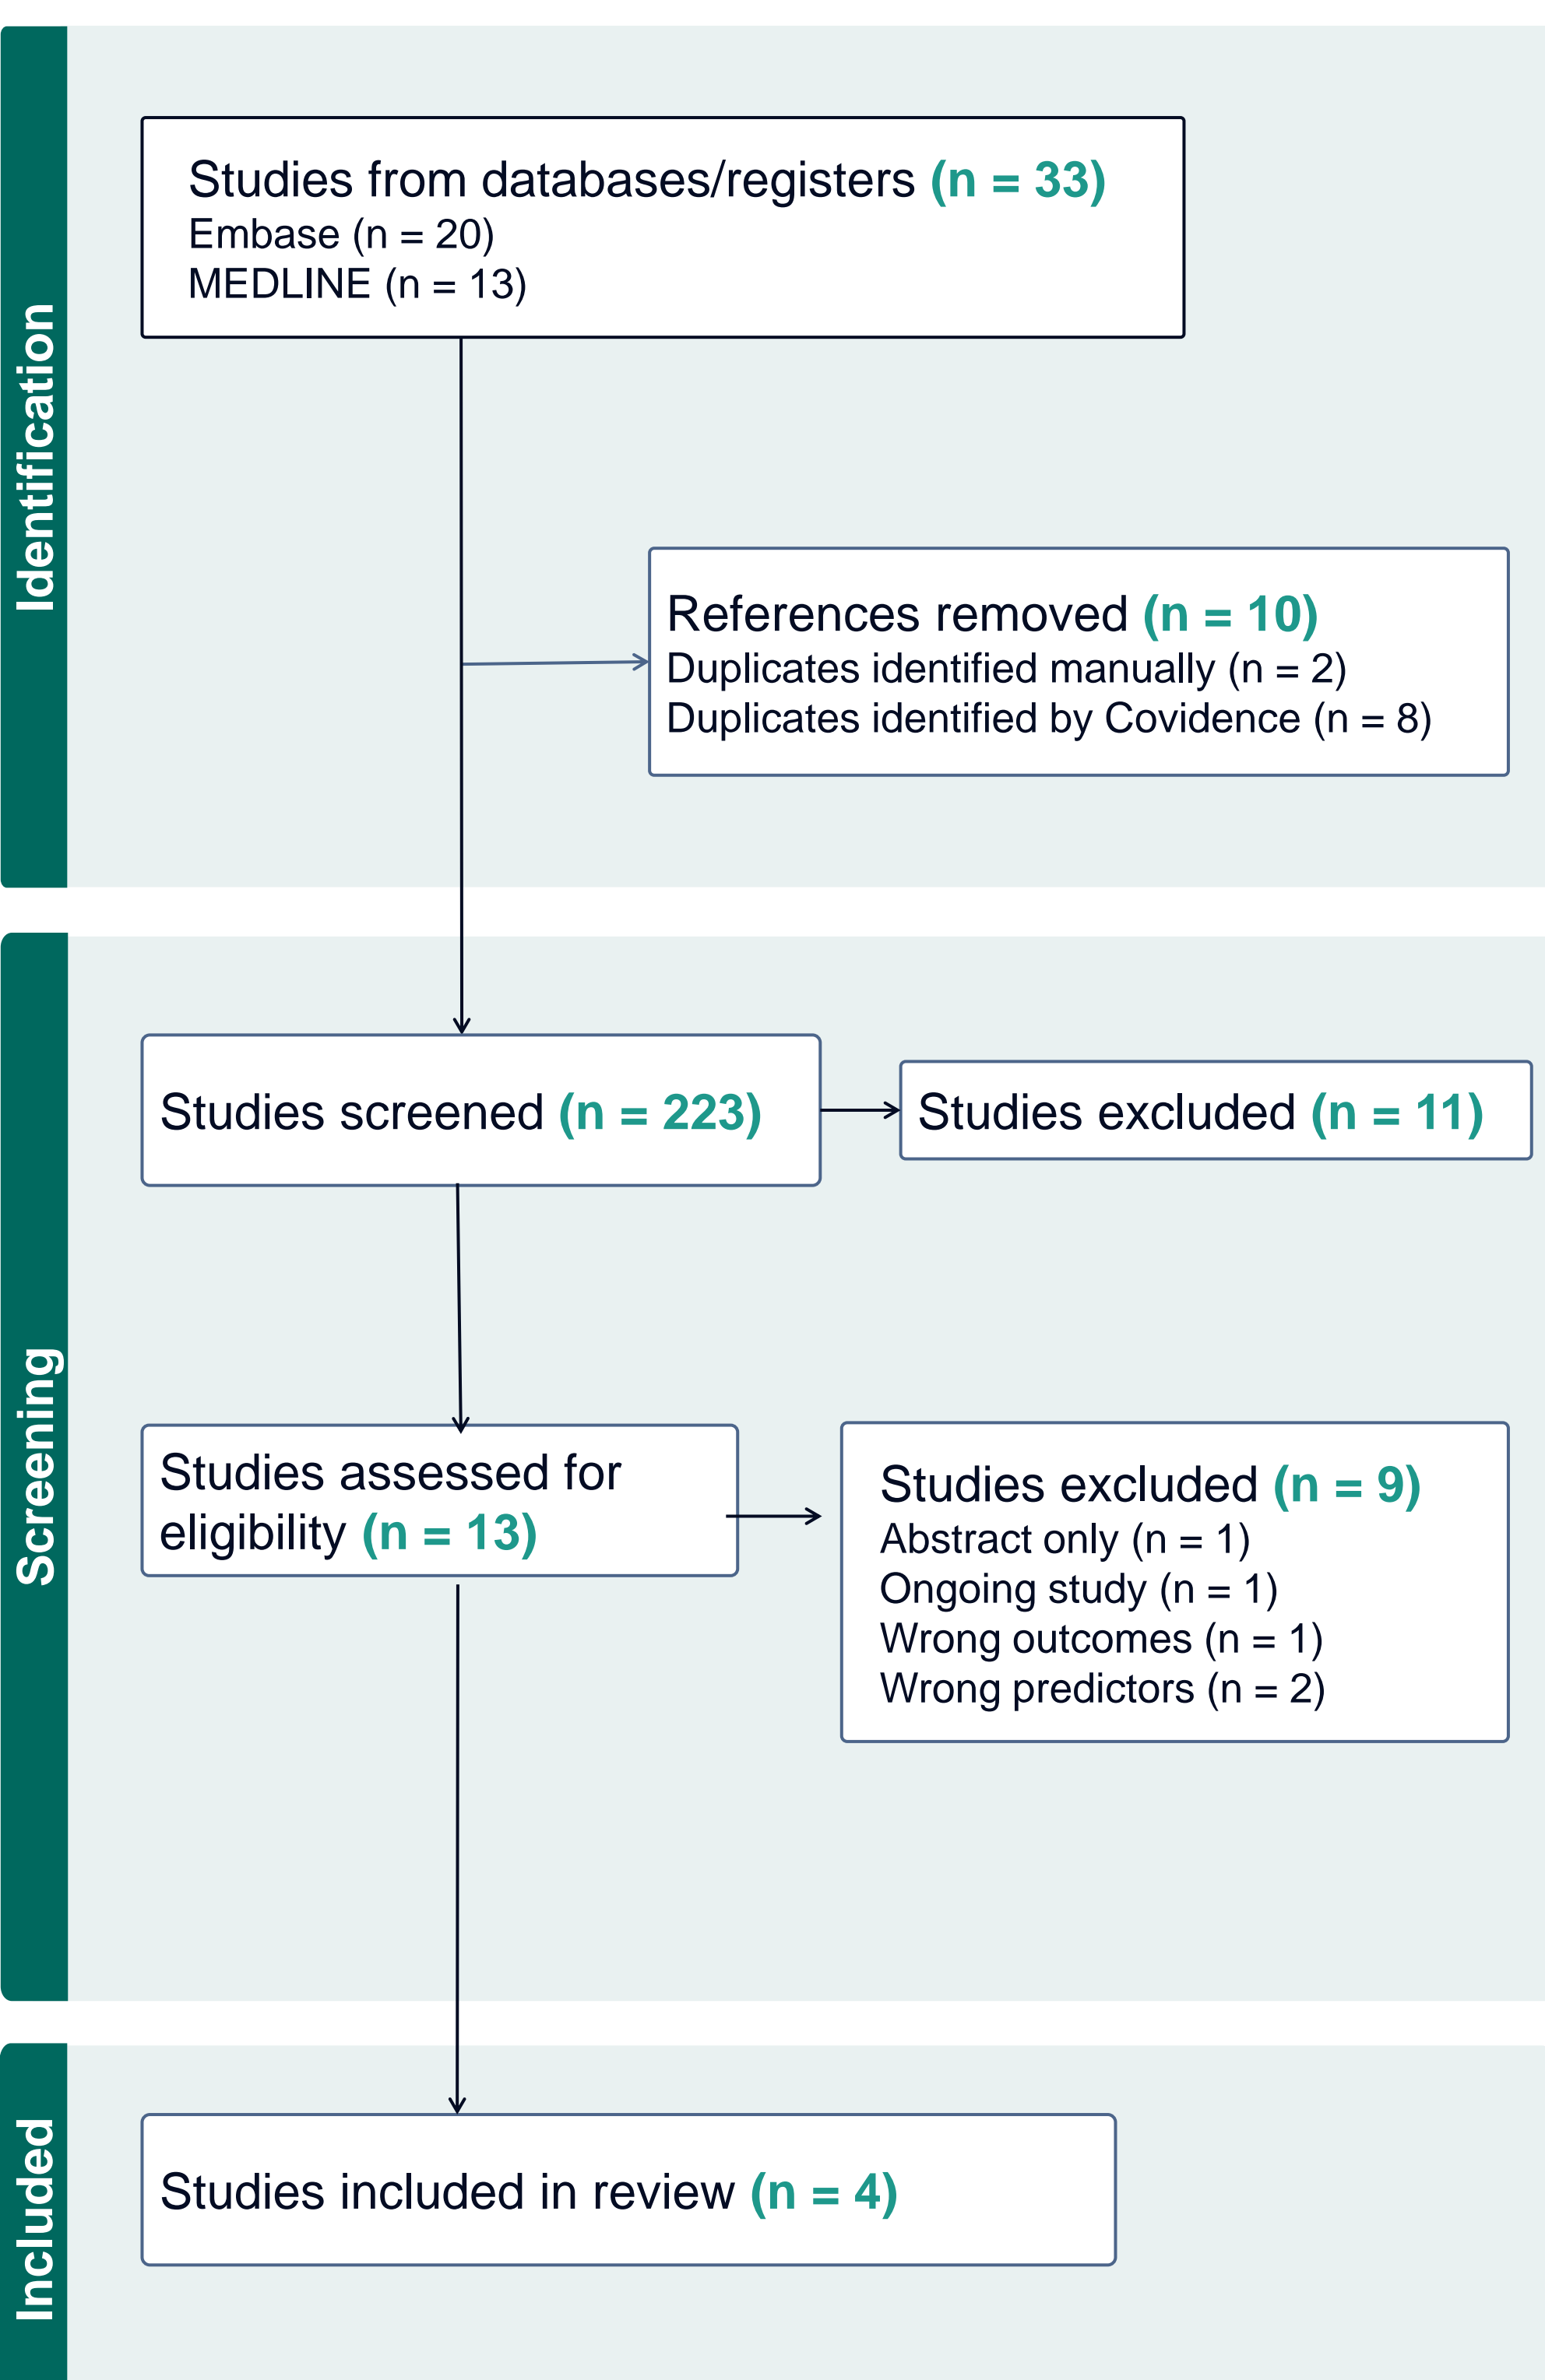 Identification
Studies from databases/registers (n = 33)
Embase (n = 20)
MEDLINE (n = 13)
References removed (n = 10)
Duplicates identified manually (n = 2)
Duplicates identified by Covidence (n = 8)
Screening
Studies screened (n = 223)
Studies excluded (n = 11)
Studies assessed for
eligibility (n = 13)
Studies excluded (n = 9)
Abstract only (n = 1)
Ongoing study (n = 1)
Wrong outcomes (n = 1)
Wrong predictors (n = 2)
Included
Studies included in review (n = 4)